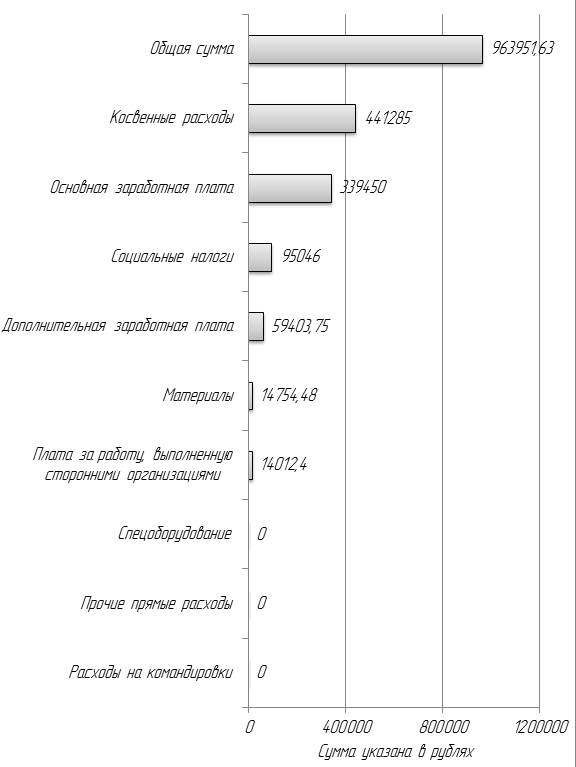 Общая сумма 963951,63
Косвенные расходы 441285
Основная заработная плата 339450
Социальные налоги 95046
Дополнительная заработная плата 59403,75
Материалы 14754,48
Плата за работу, выполненную
сторонними организациями 14012,4
Спецоборудование 0
Прочие прямые расходы 0
Расходы на командировки 0
0 400000 800000 1200000
Сумма указана в рублях